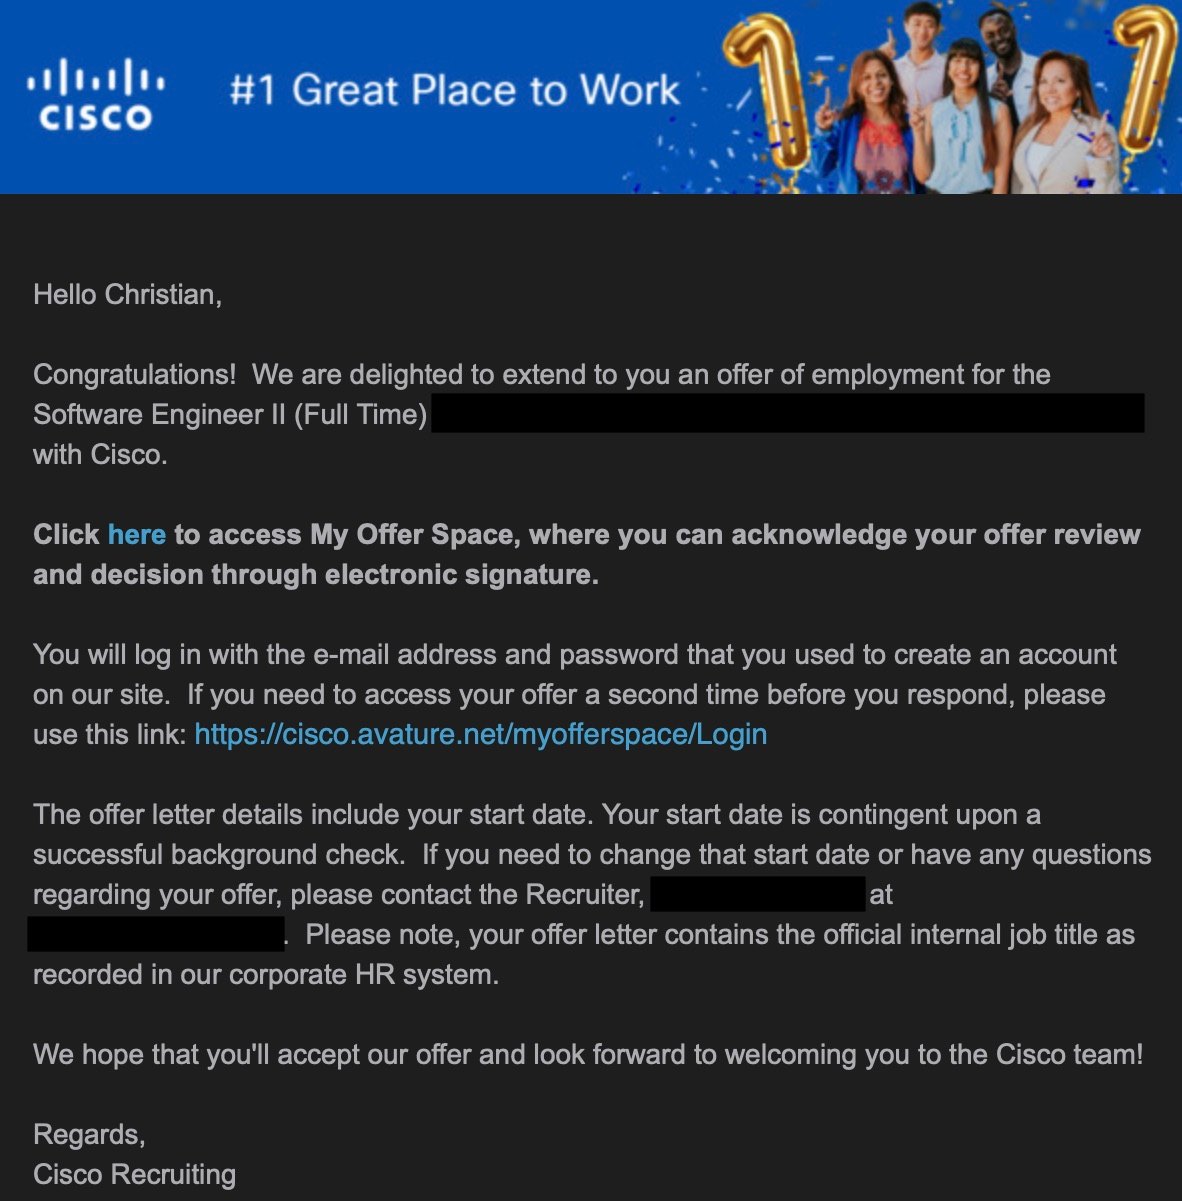 CISCO
#1 Great Place to Work
Hello Christian,
Congratulations!  We are delighted to extend to you an offer of employment for the
Software Engineer II (Full Time)
with Cisco.
Click here to access My Offer Space, where you can acknowledge your offer review
and decision through electronic signature.
You will log in with the e-mail address and password that you used to create an account
on our site.  If you need to access your offer a second time before you respond, please
use this link: https://cisco.avature.net/myofferspace/Login
The offer letter details include your start date. Your start date is contingent upon a
successful background check.  If you need to change that start date or have any questions
regarding your offer, please contact the Recruiter, at
.  Please note, your offer letter contains the official internal job title as
recorded in our corporate HR system.
We hope that you'll accept our offer and look forward to welcoming you to the Cisco team!
Regards,
Cisco Recruiting